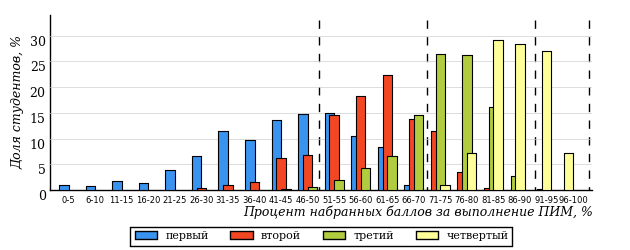 Доля студентов, %
30
25
20
15
10
5
0
0-5 6-10 11-15 16-20 21-25 26-30 31-35 36-40 41-45 46-50 51-55 56-60 61-65 66-70 71-75 76-80 81-85 86-90 91-95 96-100
Процент набранных баллов за выполнение ПИМ, %
первый второй третий четвертый